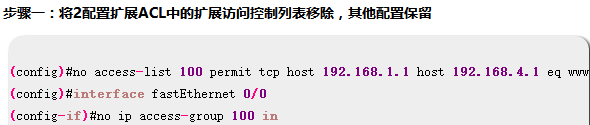 步骤一：将2配置扩展ACL中的扩展访问控制列表移除，其他配置保留
(config)#no access-list 100 permit tcp host 192.168.1.1 host 192.168.4.1 eq www
(config)#interface fastEthernet 0/0
(config-if)#no ip access-group 100 in